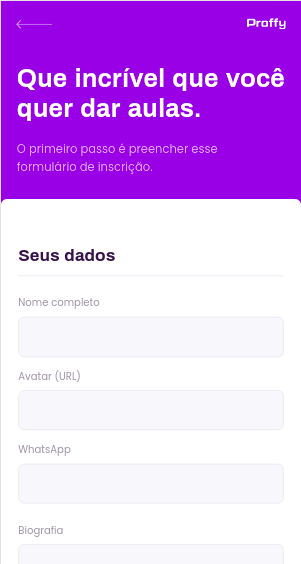 Proffy
Que incrível que você
quer dar aulas.
O primeiro passo é preencher esse
formulário de inscrição.
Seus dados
Nome completo
Avatar (URL)
WhatsApp
Biografia